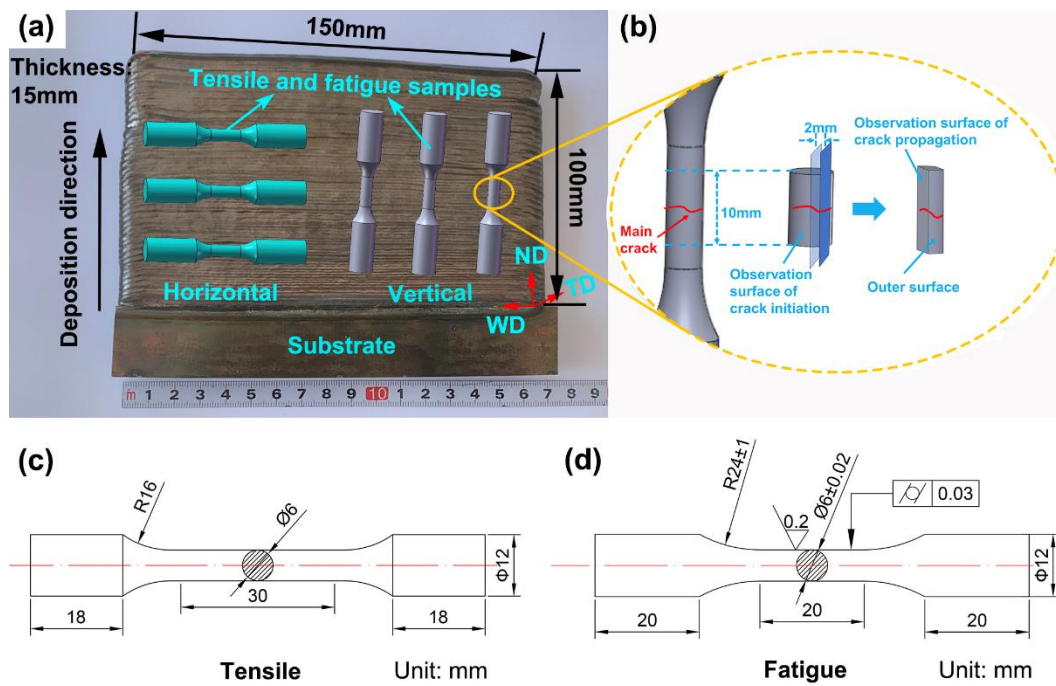 (a)
150mm
Thickness:
15mm
Tensile and fatigue samples
Deposition direction
100mm
ND
TD
WD
Horizontal
Vertical
Substrate
m 1 2 3 4 5 6 7 8 9 10 1 2 3 4 5 6 7 8 9
(b)
2mm
Observation surface of
crack propagation
10mm
Main
crack
Observation
surface of
crack initiation
Outer surface
(c)
R16
Ø6
Φ12
30
18
18
Tensile
Unit: mm
(d)
R24±1
0.2
Ø6±0.02
0.03
Φ12
20
20
20
Fatigue
Unit: mm